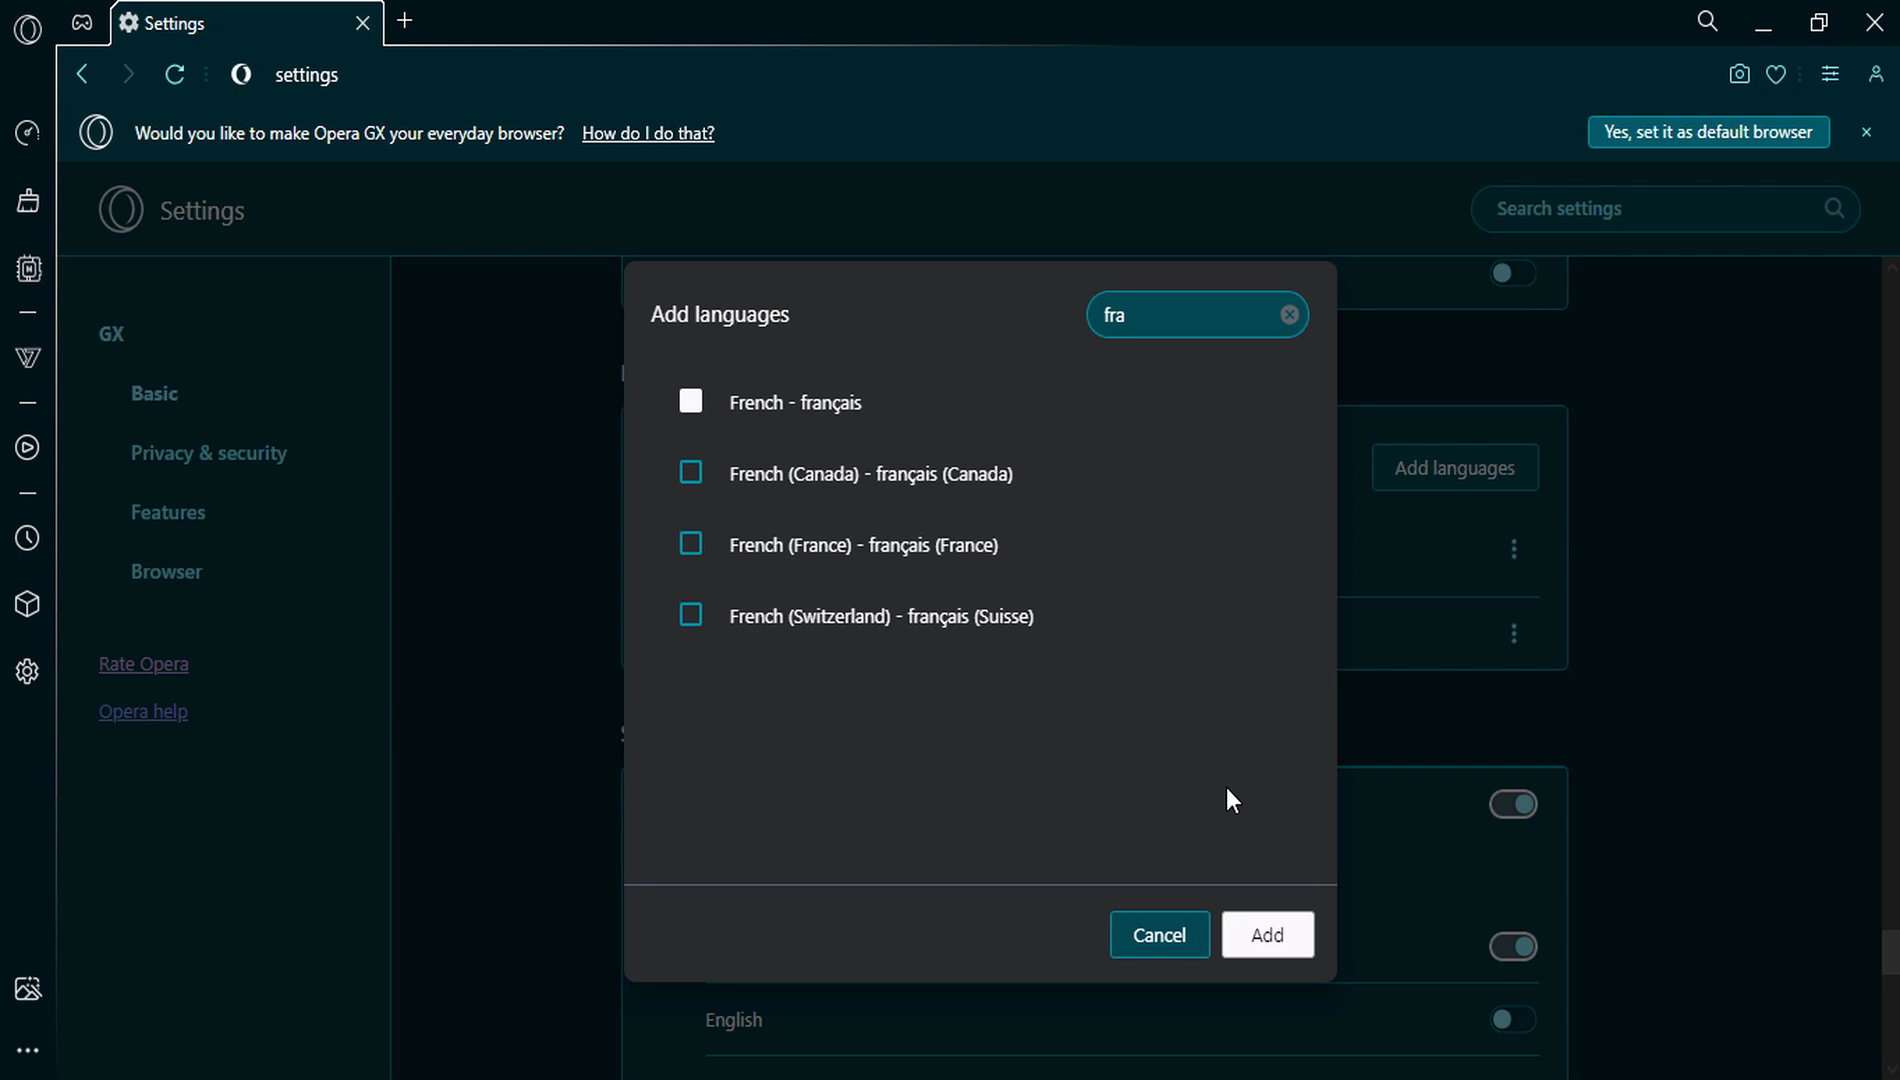 Settings
settings
Would you like to make Opera GX your everyday browser? How do I do that?
Yes, set it as default browser
Settings
Search settings
GX
Basic
Privacy & security
Features
Browser
Rate Opera
Opera help
Add languages
fra
French - français
French (Canada) - français (Canada)
French (France) - français (France)
French (Switzerland) - français (Suisse)
Cancel
Add
Add languages
English